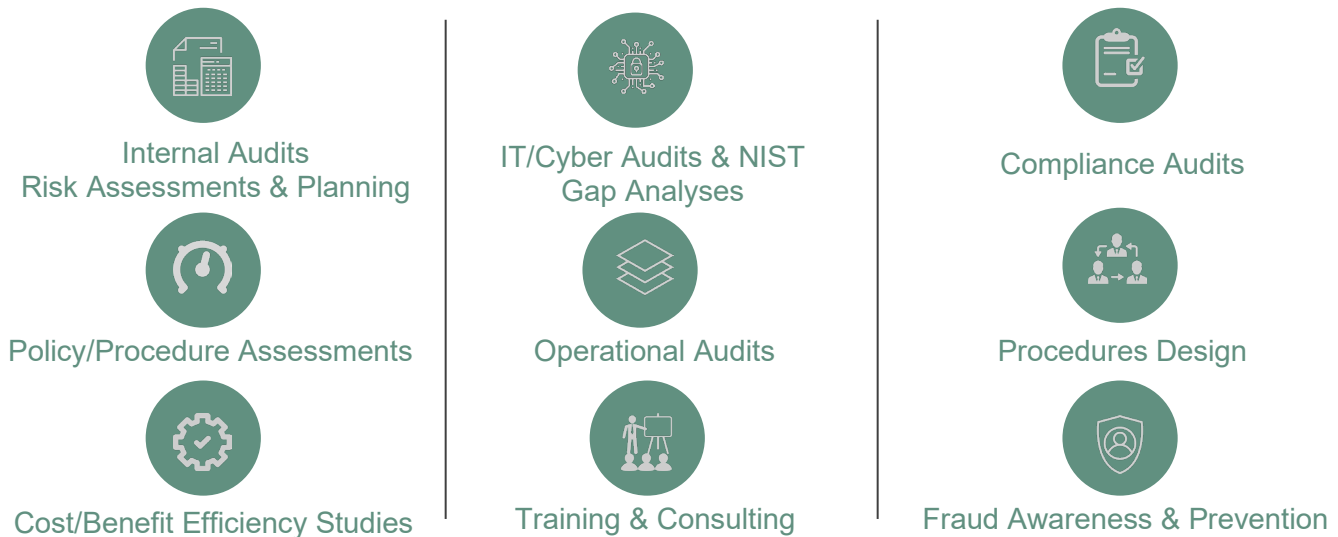 Internal Audits
Risk Assessments & Planning
Policy/Procedure Assessments
Cost/Benefit Efficiency Studies
IT/Cyber Audits & NIST
Gap Analyses
Operational Audits
Training & Consulting
Compliance Audits
Procedures Design
Fraud Awareness & Prevention